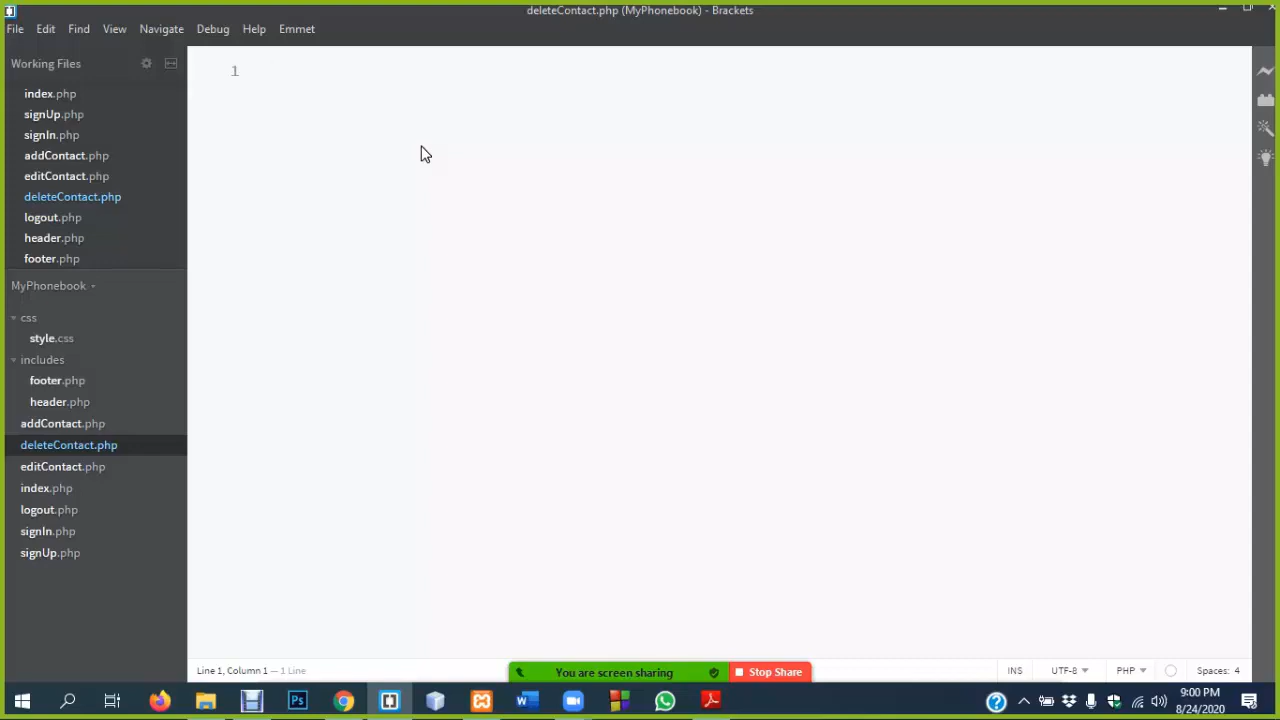 deleteContact.php (MyPhonebook) - Brackets
File Edit Find View Navigate Debug Help Emmet
Working Files
index.php
signUp.php
signIn.php
addContact.php
editContact.php
deleteContact.php
logout.php
header.php
footer.php
MyPhonebook
css
style.css
includes
footer.php
header.php
addContact.php
deleteContact.php
editContact.php
index.php
logout.php
signIn.php
signUp.php
1
Line 1, Column 1 — 1 Line
You are screen sharing
Stop Share
INS UTF-8 PHP Spaces: 4
Ps
W
9:00 PM
8/24/2020